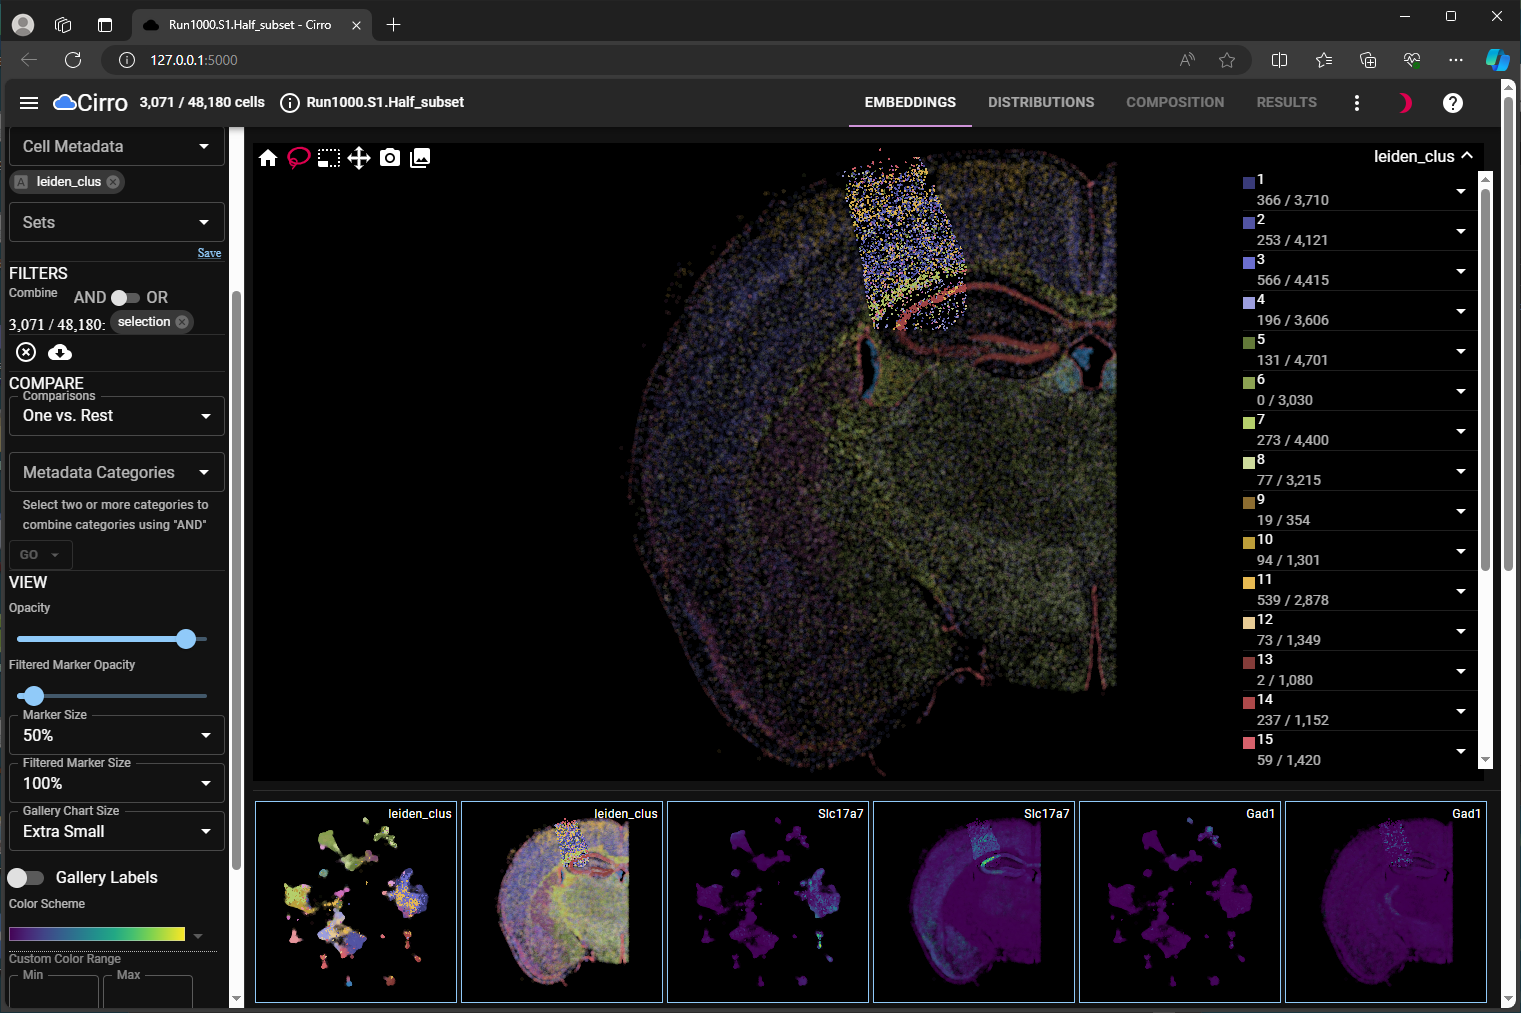 Run1000.S1.Half_subset - Cirro
127.0.0.1:5000
Cirro 3,071 / 48,180 cells Run1000.S1.Half_subset
EMBEDDINGS DISTRIBUTIONS COMPOSITION RESULTS
Cell Metadata
A leiden_clus
Sets
Save
FILTERS
Combine AND OR
3,071 / 48,180: selection
COMPARE
Comparisons
One vs. Rest
Metadata Categories
Select two or more categories to
combine categories using "AND"
GO
VIEW
Opacity
Filtered Marker Opacity
Marker Size
50%
Filtered Marker Size
100%
Gallery Chart Size
Extra Small
Gallery Labels
Color Scheme
Custom Color Range
Min Max
leiden_clus
1
366 / 3,710
2
253 / 4,121
3
566 / 4,415
4
196 / 3,606
5
131 / 4,701
6
0 / 3,030
7
273 / 4,400
8
77 / 3,215
9
19 / 354
10
94 / 1,301
11
539 / 2,878
12
73 / 1,349
13
2 / 1,080
14
237 / 1,152
15
59 / 1,420
leiden_clus leiden_clus Slc17a7 Slc17a7 Gad1 Gad1